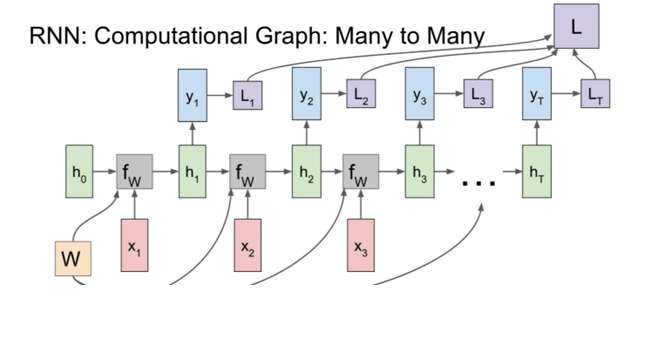 RNN: Computational Graph: Many to Many
L
y₁ L₁ y₂ L₂ y₃ L₃ yT LT
h₀ fW h₁ fW h₂ fW h₃ ... hT
W x₁ x₂ x₃